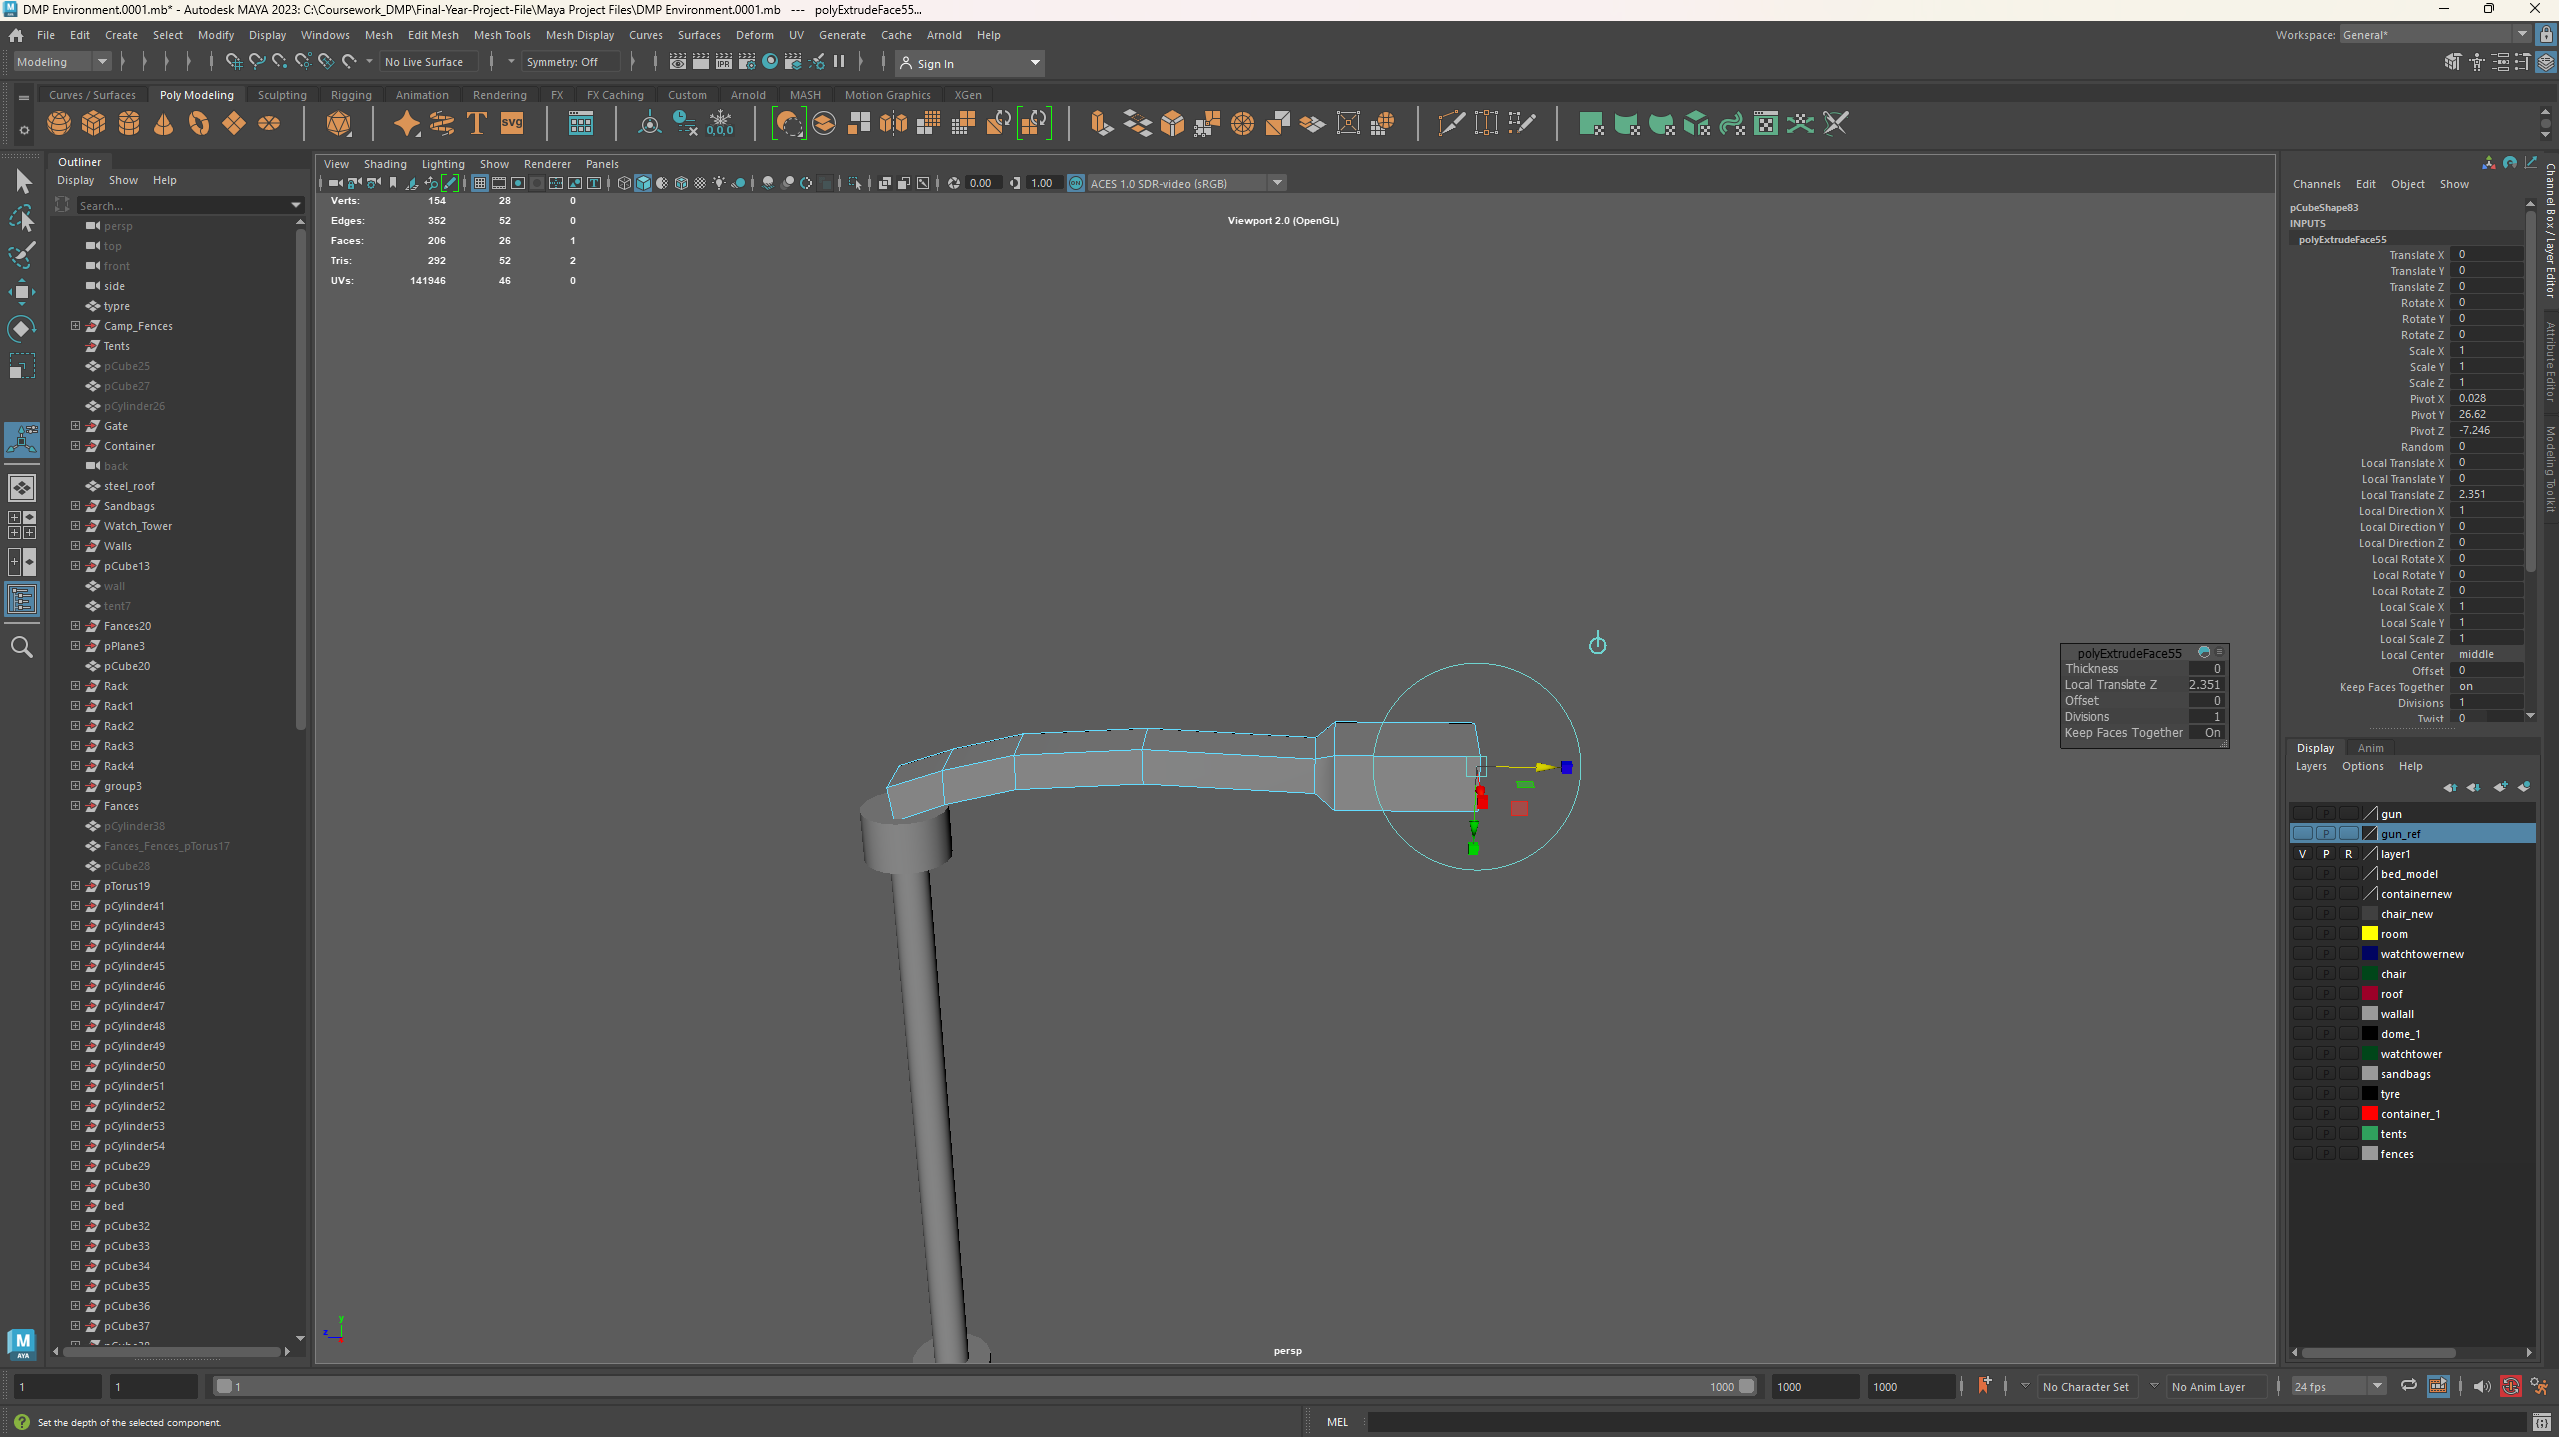 DMP Environment.0001.mb* - Autodesk MAYA 2023: C:\Coursework_DMP\Final-Year-Project-File\Maya Project Files\DMP Environment.0001.mb --- polyExtrudeFace55...
File Edit Create Select Modify Display Windows Mesh Edit Mesh Mesh Tools Mesh Display Curves Surfaces Deform UV Generate Cache Arnold Help Workspace: General*
Modeling No Live Surface Symmetry: Off Sign In
Curves / Surfaces Poly Modeling Sculpting Rigging Animation Rendering FX FX Caching Custom Arnold MASH Motion Graphics XGen
Outliner
Display Show Help
Search...
persp
top
front
side
typre
Camp_Fences
Tents
pCube25
pCube27
pCylinder26
Gate
Container
back
steel_roof
Sandbags
Watch_Tower
Walls
pCube13
wall
tent7
Fances20
pPlane3
pCube20
Rack
Rack1
Rack2
Rack3
Rack4
group3
Fances
pCylinder38
Fances_Fences_pTorus17
pCube28
pTorus19
pCylinder41
pCylinder43
pCylinder44
pCylinder45
pCylinder46
pCylinder47
pCylinder48
pCylinder49
pCylinder50
pCylinder51
pCylinder52
pCylinder53
pCylinder54
pCube29
pCube30
bed
pCube32
pCube33
pCube34
pCube35
pCube36
pCube37
View Shading Lighting Show Renderer Panels
0.00 1.00 ACES 1.0 SDR-video (sRGB)
Verts: 154 28 0
Edges: 352 52 0
Faces: 206 26 1
Tris: 292 52 2
UVs: 141946 46 0
Viewport 2.0 (OpenGL)
polyExtrudeFace55
Thickness 0
Local Translate Z 2.351
Offset 0
Divisions 1
Keep Faces Together On
persp
Channels Edit Object Show
pCubeShape83
INPUTS
polyExtrudeFace55
Translate X 0
Translate Y 0
Translate Z 0
Rotate X 0
Rotate Y 0
Rotate Z 0
Scale X 1
Scale Y 1
Scale Z 1
Pivot X 0.028
Pivot Y 26.62
Pivot Z -7.246
Random 0
Local Translate X 0
Local Translate Y 0
Local Translate Z 2.351
Local Direction X 1
Local Direction Y 0
Local Direction Z 0
Local Rotate X 0
Local Rotate Y 0
Local Rotate Z 0
Local Scale X 1
Local Scale Y 1
Local Scale Z 1
Local Center middle
Offset 0
Keep Faces Together on
Divisions 1
Twist 0
Channel Box / Layer Editor
Attribute Editor
Modeling Toolkit
Display Anim
Layers Options Help
P gun
P gun_ref
V P R layer1
P bed_model
P containernew
P chair_new
P room
P watchtowernew
P chair
P roof
P wallall
P dome_1
P watchtower
P sandbags
P tyre
P container_1
P tents
P fences
1 1 1 1000 1000 1000 No Character Set No Anim Layer 24 fps
Set the depth of the selected component. MEL